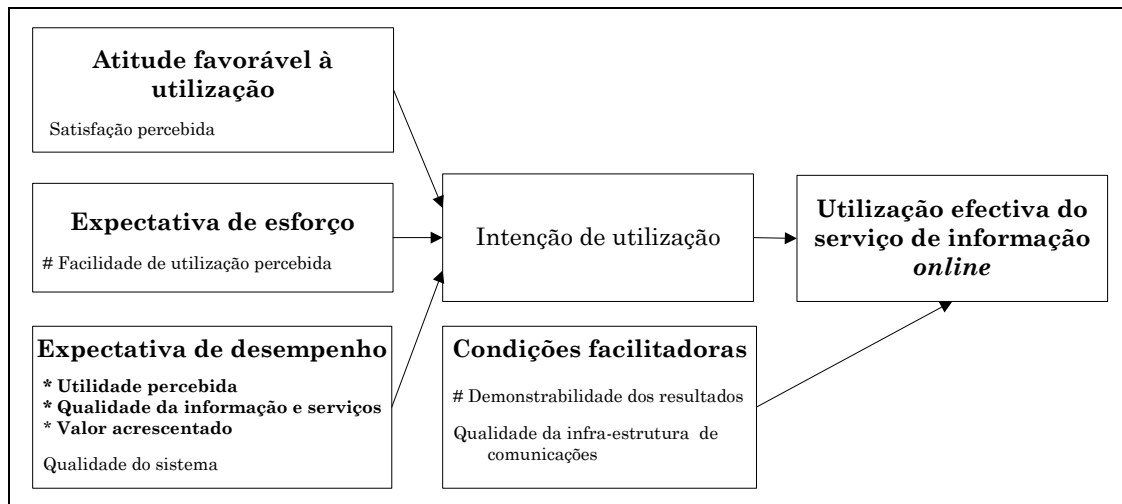 Atitude favorável à
utilização
Satisfação percebida
Expectativa de esforço
# Facilidade de utilização percebida
Expectativa de desempenho
* Utilidade percebida
* Qualidade da informação e serviços
* Valor acrescentado
Qualidade do sistema
Intenção de utilização
Condições facilitadoras
# Demonstrabilidade dos resultados
Qualidade da infra-estrutura de
comunicações
Utilização efectiva do
serviço de informação
online